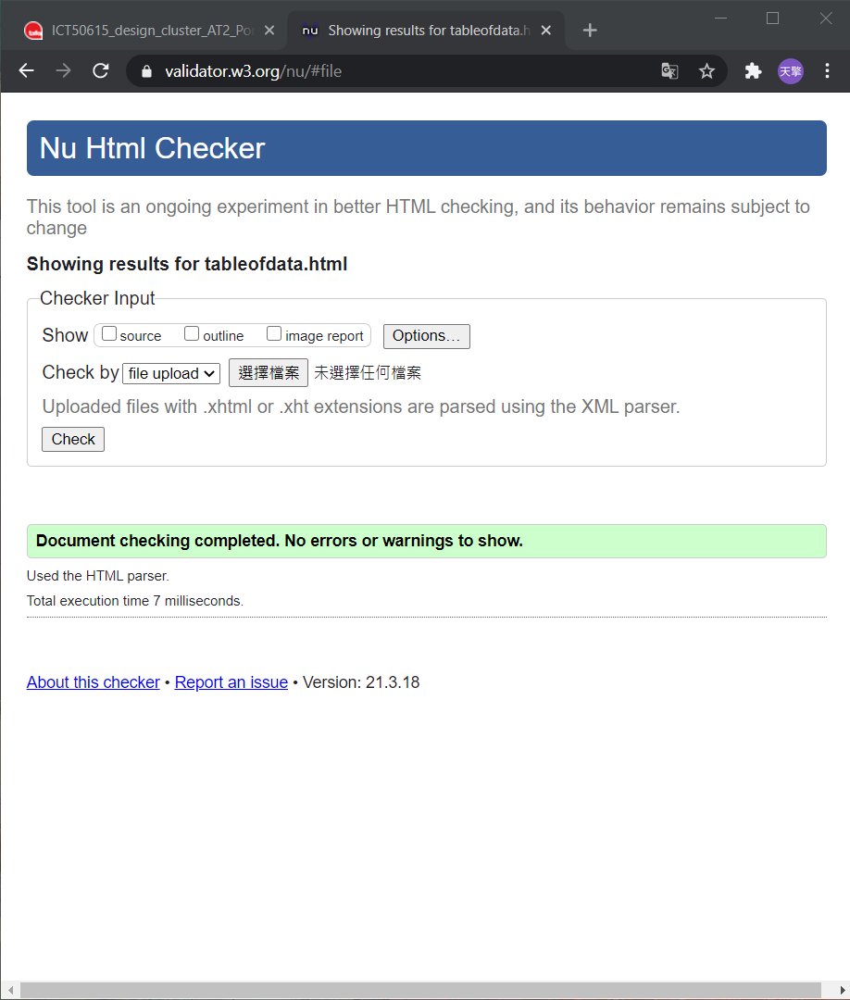 ICT50615_design_cluster_AT2_Por
nu Showing results for tableofdata.h
validator.w3.org/nu/#file
天擎
Nu Html Checker
This tool is an ongoing experiment in better HTML checking, and its behavior remains subject to
change
Showing results for tableofdata.html
Checker Input
Show source outline image report Options...
Check by file upload 選擇檔案 未選擇任何檔案
Uploaded files with .xhtml or .xht extensions are parsed using the XML parser.
Check
Document checking completed. No errors or warnings to show.
Used the HTML parser.
Total execution time 7 milliseconds.
About this checker • Report an issue • Version: 21.3.18